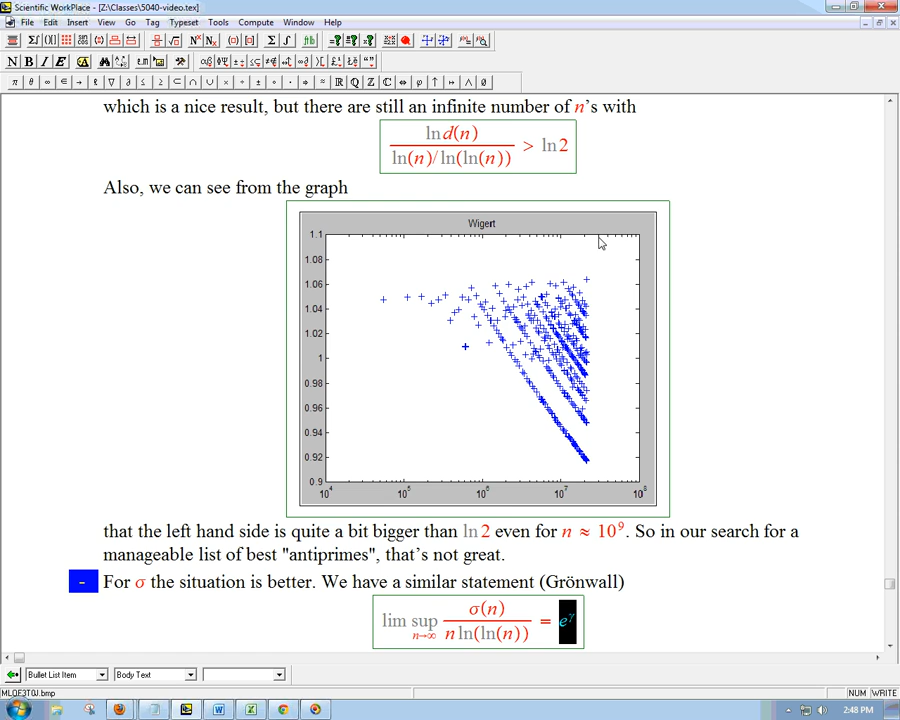 Scientific WorkPlace - [Z:\Classes\5040-video.tex]
File Edit Insert View Go Tag Typeset Tools Compute Window Help
N B I E
π θ ∞ ∈ → ℓ ∇ ∂ ≤ ≥ ⊂ ∩ ∪ × ÷ ± ∘ · … ≈ ℝ ℚ ℤ ℂ ⇔ φ ↑ ↦ ∧ ∅
which is a nice result, but there are still an infinite number of n's with
ln d(n)
ln(n)/ln(ln(n)) > ln 2
Also, we can see from the graph
Wigert
1.1
1.08
1.06
1.04
1.02
1
0.98
0.96
0.94
0.92
0.9
10^4 10^5 10^6 10^7 10^8
that the left hand side is quite a bit bigger than ln 2 even for n ≈ 10^9. So in our search for a
manageable list of best "antiprimes", that's not great.
- For σ the situation is better. We have a similar statement (Grönwall)
lim sup σ(n) = e^γ
n→∞ n ln(ln(n))
Bullet List Item Body Text
MLQF3T0J.bmp NUM WRITE
2:48 PM